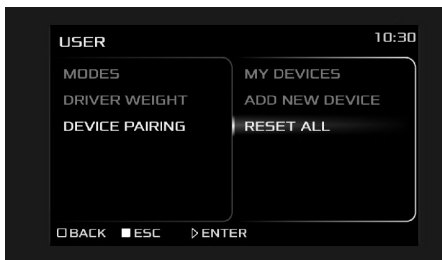 USER 10:30
MODES MY DEVICES
DRIVER WEIGHT ADD NEW DEVICE
DEVICE PAIRING RESET ALL
BACK ESC ENTER